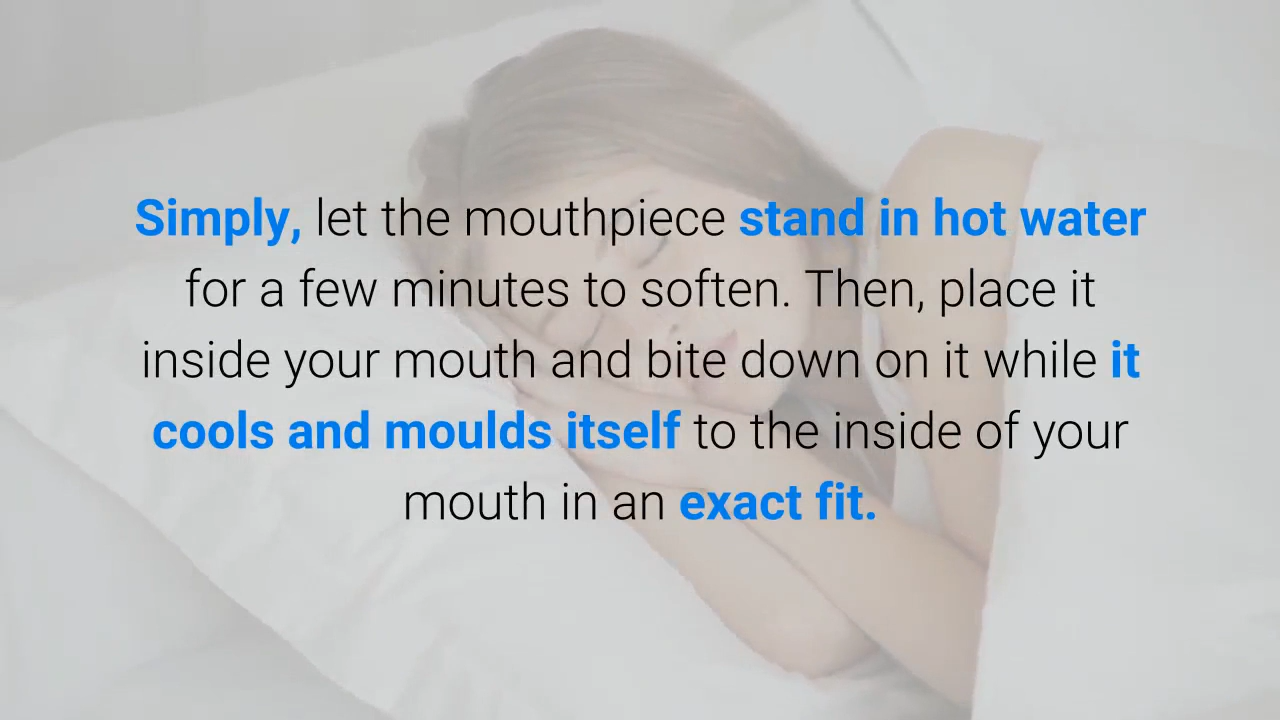 Simply, let the mouthpiece stand in hot water
for a few minutes to soften. Then, place it
inside your mouth and bite down on it while it
cools and moulds itself to the inside of your
mouth in an exact fit.